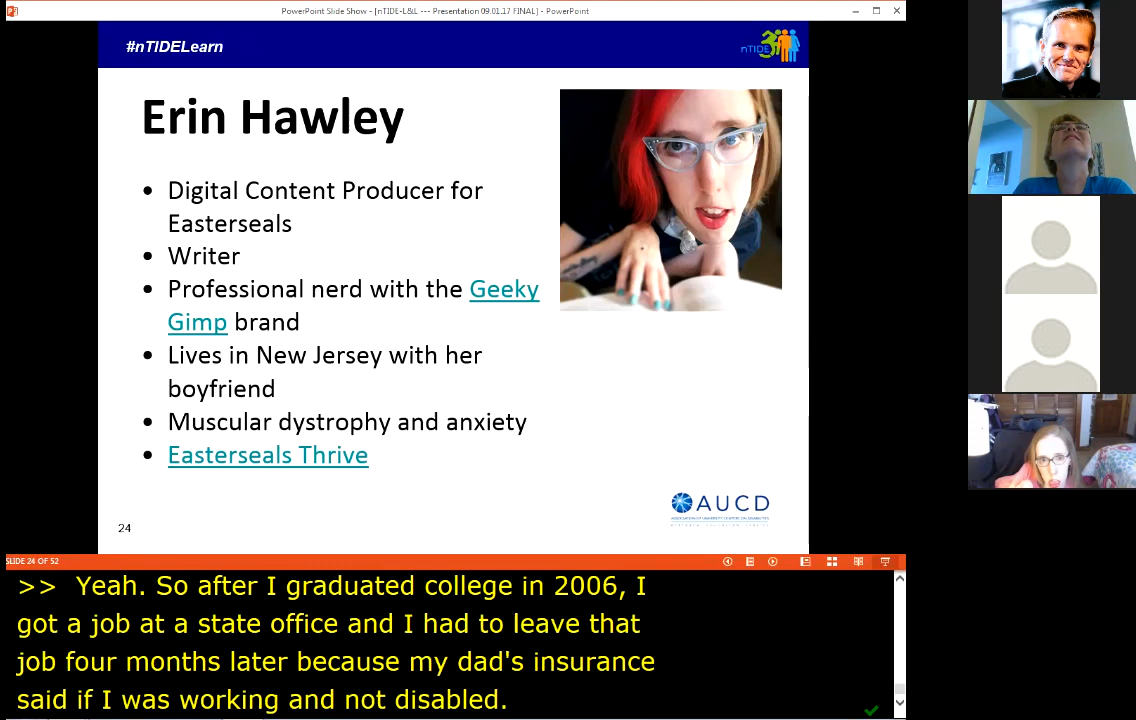 PowerPoint Slide Show - [nTIDE-L&L --- Presentation 09.01.17 FINAL] - PowerPoint
#nTIDELearn
nTIDE
Erin Hawley
• Digital Content Producer for
Easterseals
• Writer
• Professional nerd with the Geeky
Gimp brand
• Lives in New Jersey with her
boyfriend
• Muscular dystrophy and anxiety
• Easterseals Thrive
AUCD
24
SLIDE 24 OF 52
>> Yeah. So after I graduated college in 2006, I
got a job at a state office and I had to leave that
job four months later because my dad's insurance
said if I was working and not disabled.